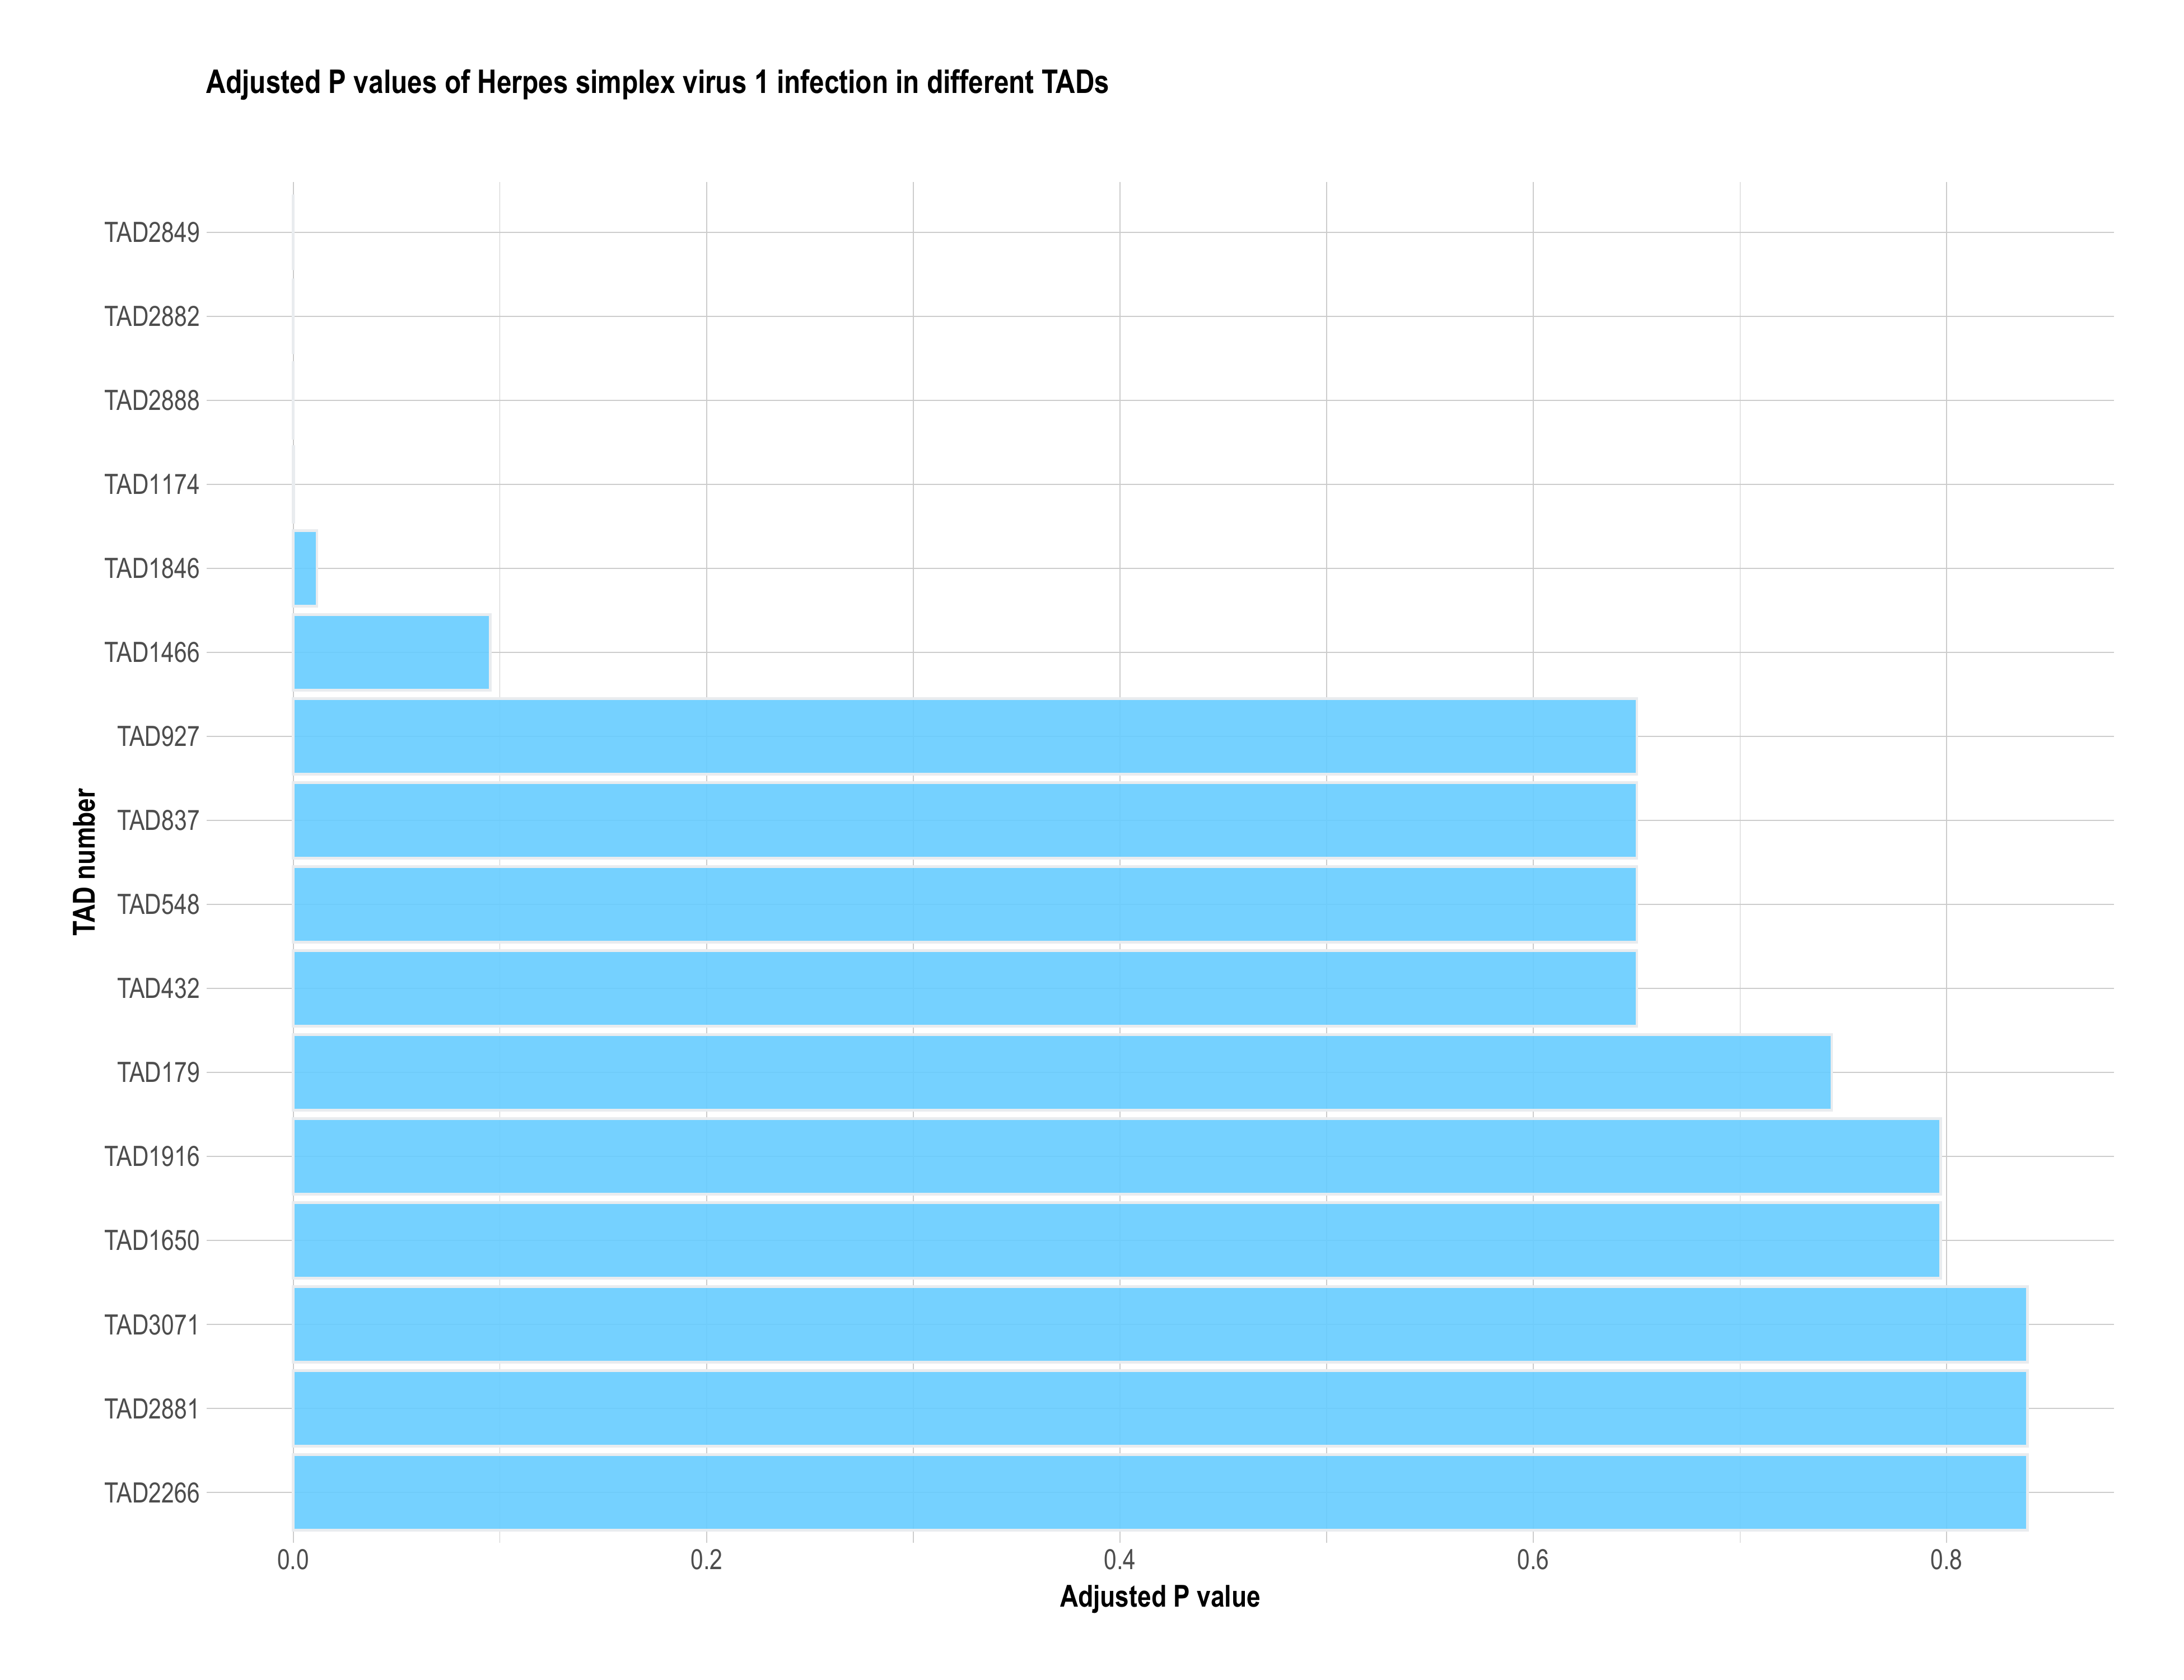 Adjusted P values of Herpes simplex virus 1 infection in different TADs
TAD number
TAD2849
TAD2882
TAD2888
TAD1174
TAD1846
TAD1466
TAD927
TAD837
TAD548
TAD432
TAD179
TAD1916
TAD1650
TAD3071
TAD2881
TAD2266
0.0 0.2 0.4 0.6 0.8
Adjusted P value